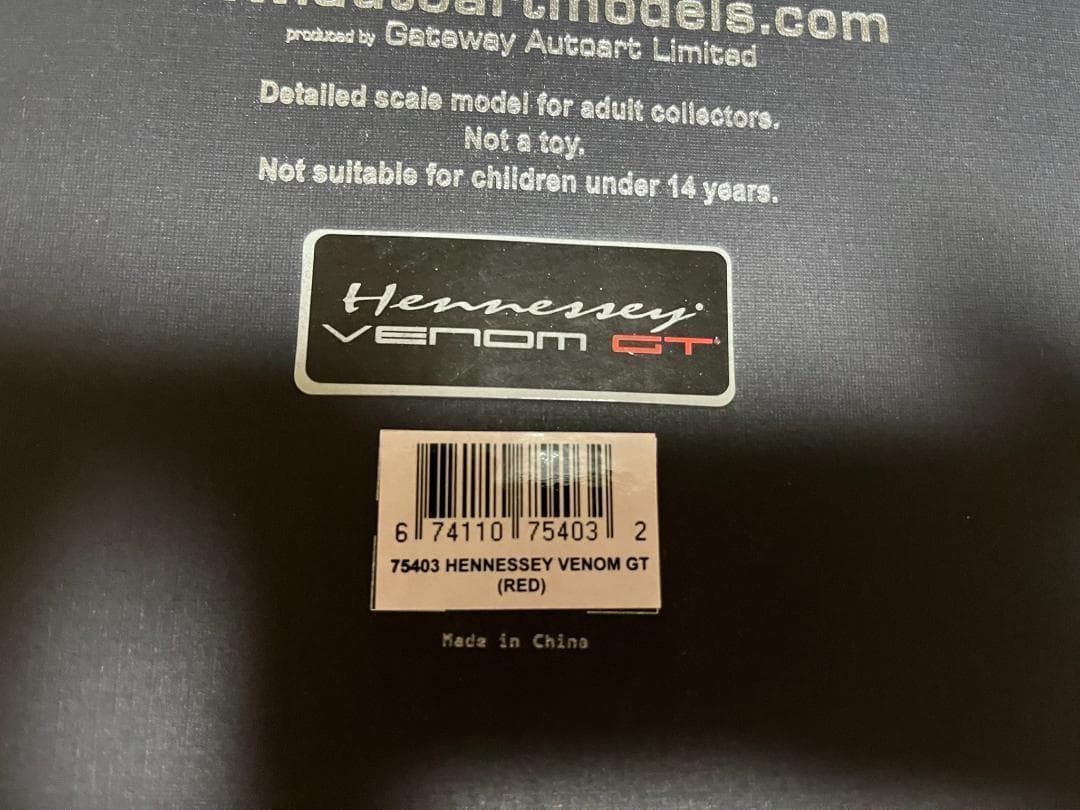 produced by Gateway Autoart Limited
Detailed scale model for adult collectors.
Not a toy.
Not suitable for children under 14 years.
Hennessey
VENOM GT
6 74110 75403 2
75403 HENNESSEY VENOM GT
(RED)
Made in China